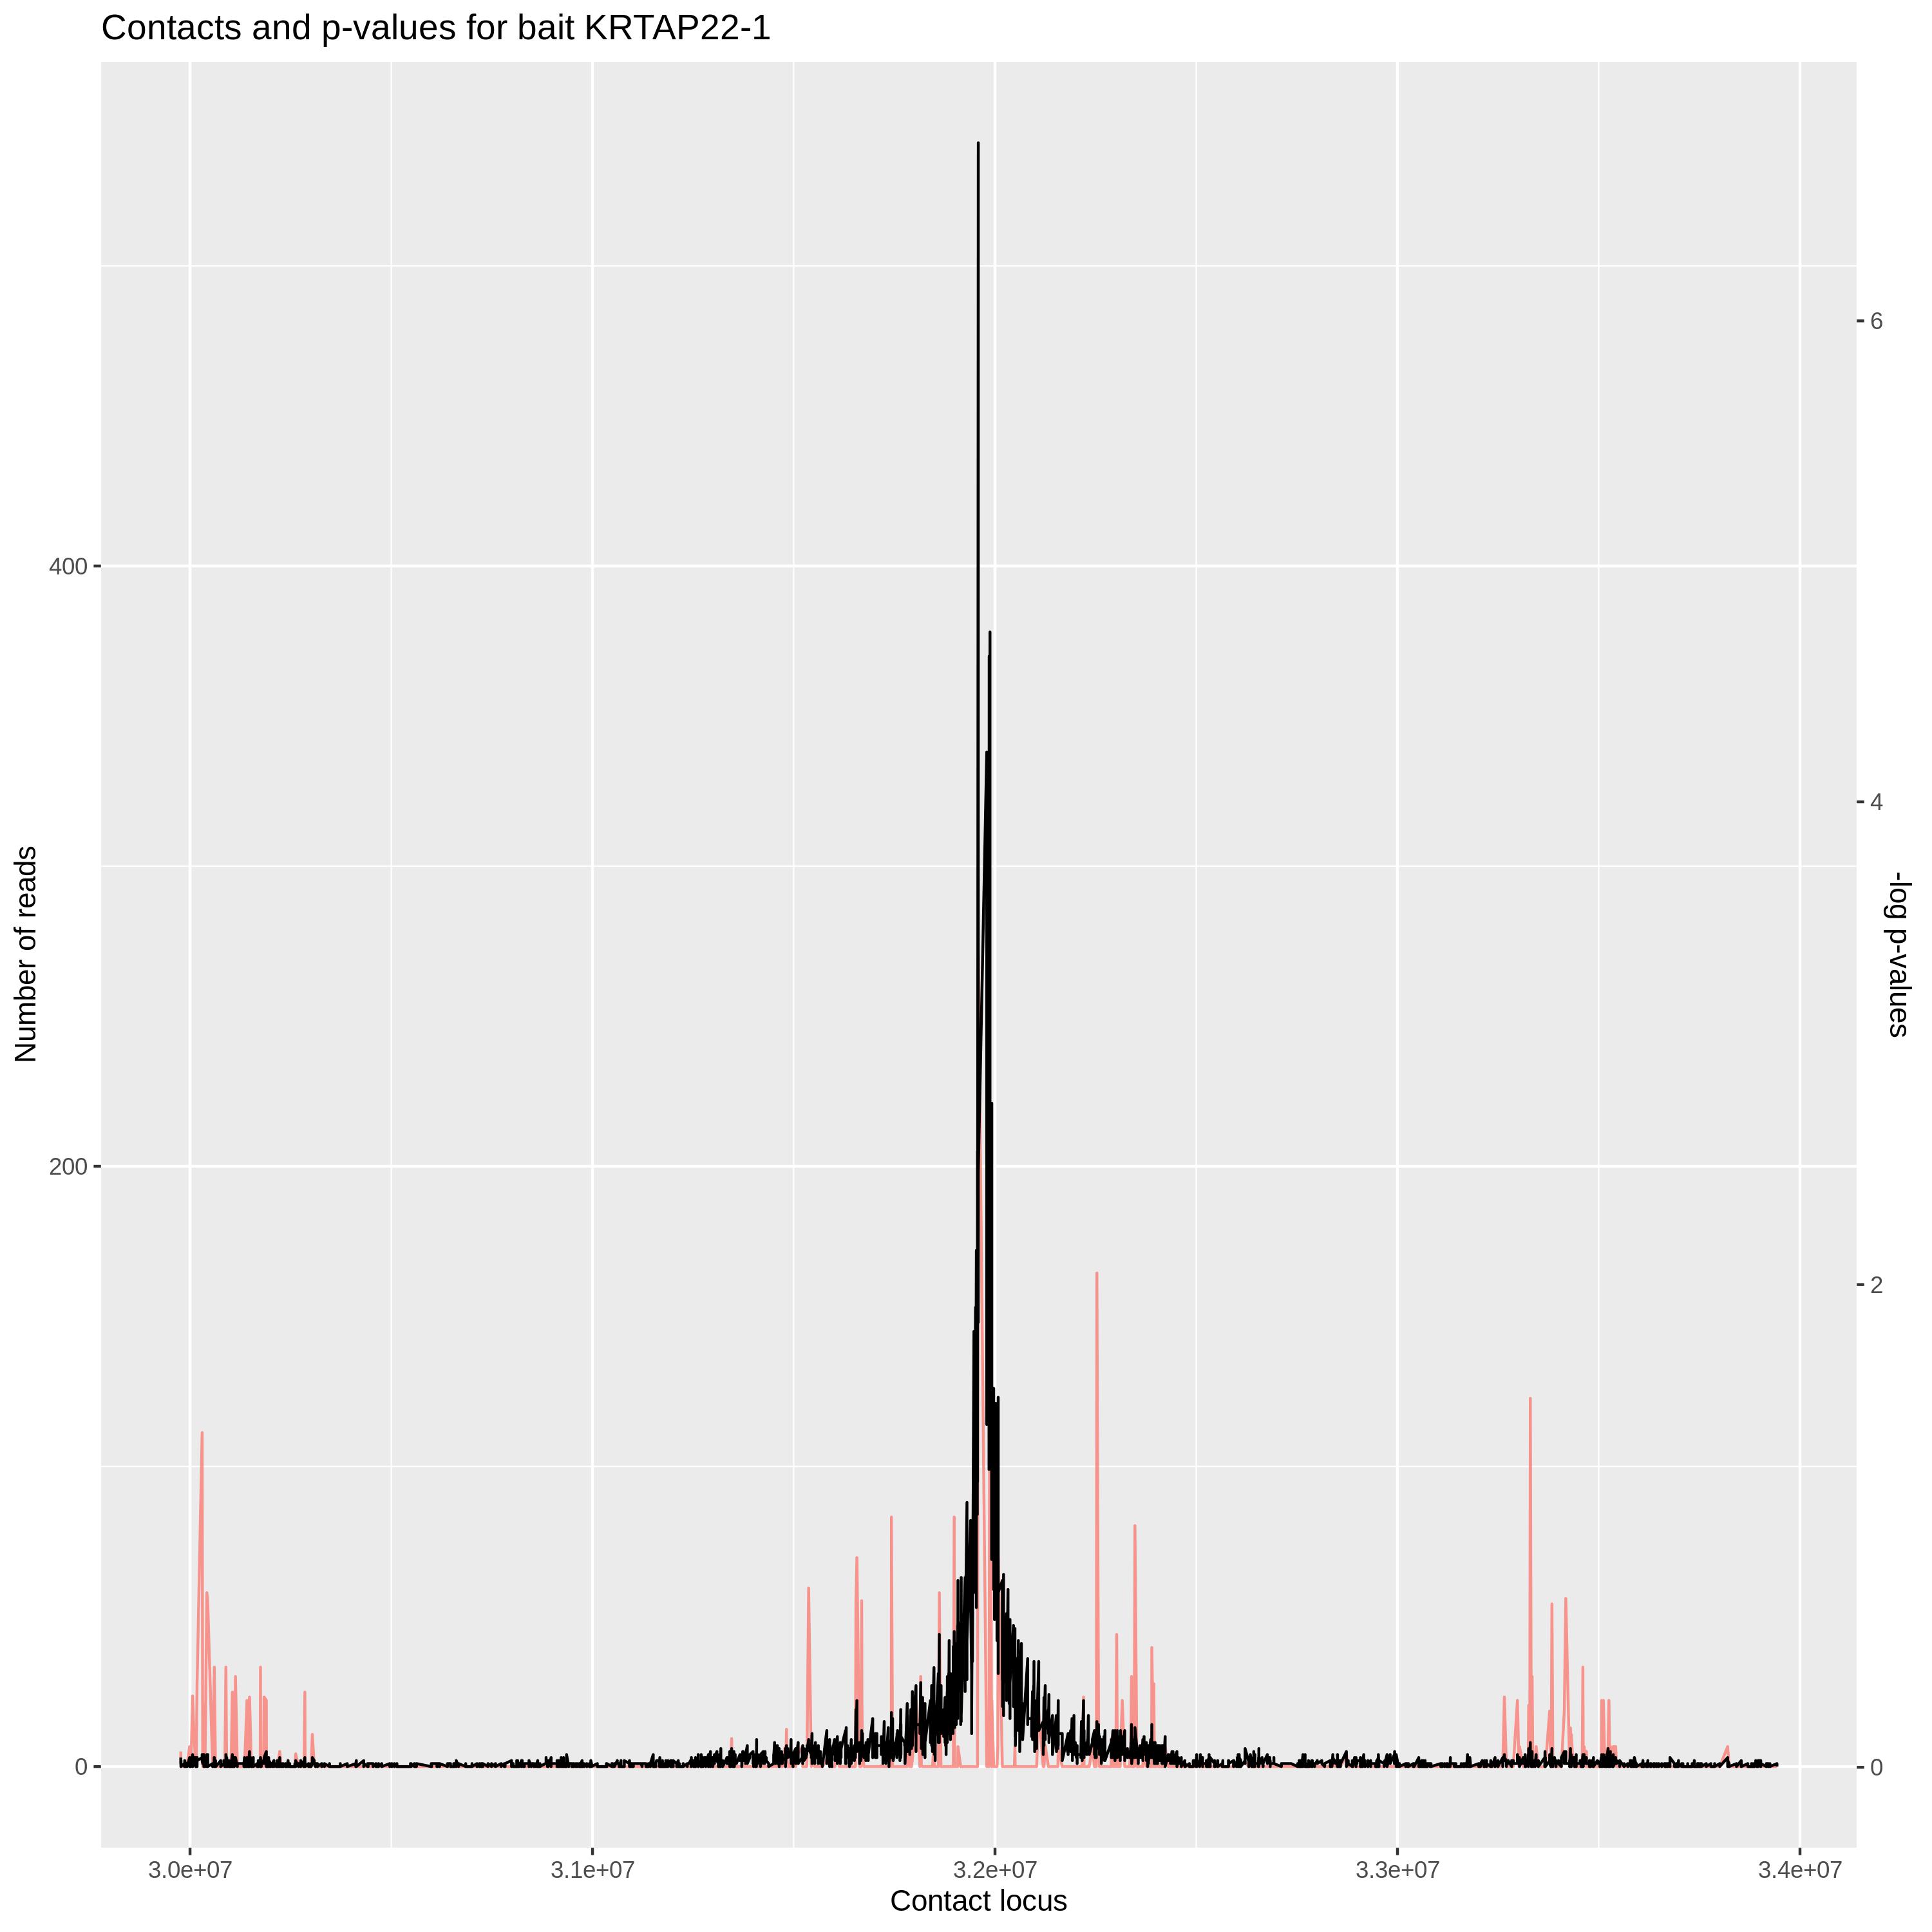 Contacts and p-values for bait KRTAP22-1
6
400
4
Number of reads
-log p-values
200
2
0
0
3.0e+07
3.1e+07
3.2e+07
3.3e+07
3.4e+07
Contact locus